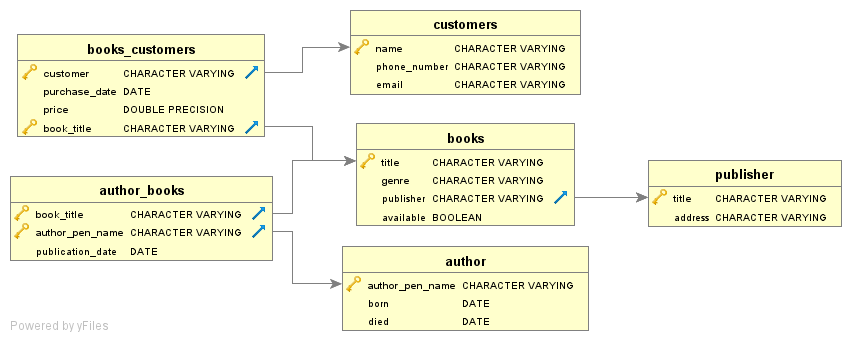 books_customers
customer CHARACTER VARYING
purchase_date DATE
price DOUBLE PRECISION
book_title CHARACTER VARYING
customers
name CHARACTER VARYING
phone_number CHARACTER VARYING
email CHARACTER VARYING
books
title CHARACTER VARYING
genre CHARACTER VARYING
publisher CHARACTER VARYING
available BOOLEAN
publisher
title CHARACTER VARYING
address CHARACTER VARYING
author_books
book_title CHARACTER VARYING
author_pen_name CHARACTER VARYING
publication_date DATE
author
author_pen_name CHARACTER VARYING
born DATE
died DATE
Powered by yFiles